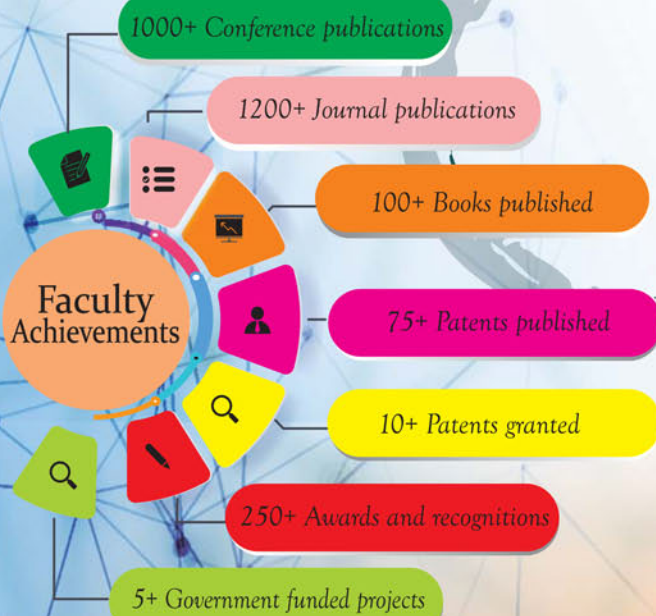 1000+ Conference publications
1200+ Journal publications
100+ Books published
Faculty
Achievements
75+ Patents published
10+ Patents granted
250+ Awards and recognitions
5+ Government funded projects